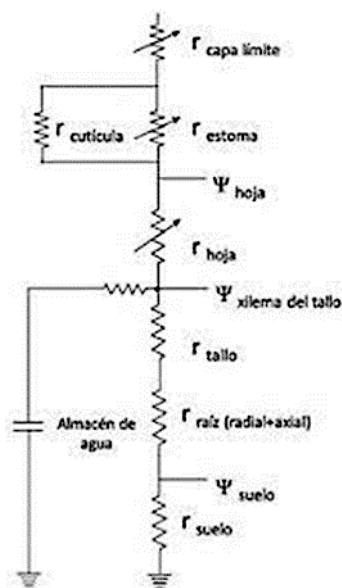 r capa límite
r cutícula
r estoma
Ψ hoja
r hoja
Ψ xilema del tallo
r tallo
Almacén de
agua
r raíz (radial+axial)
Ψ suelo
r suelo